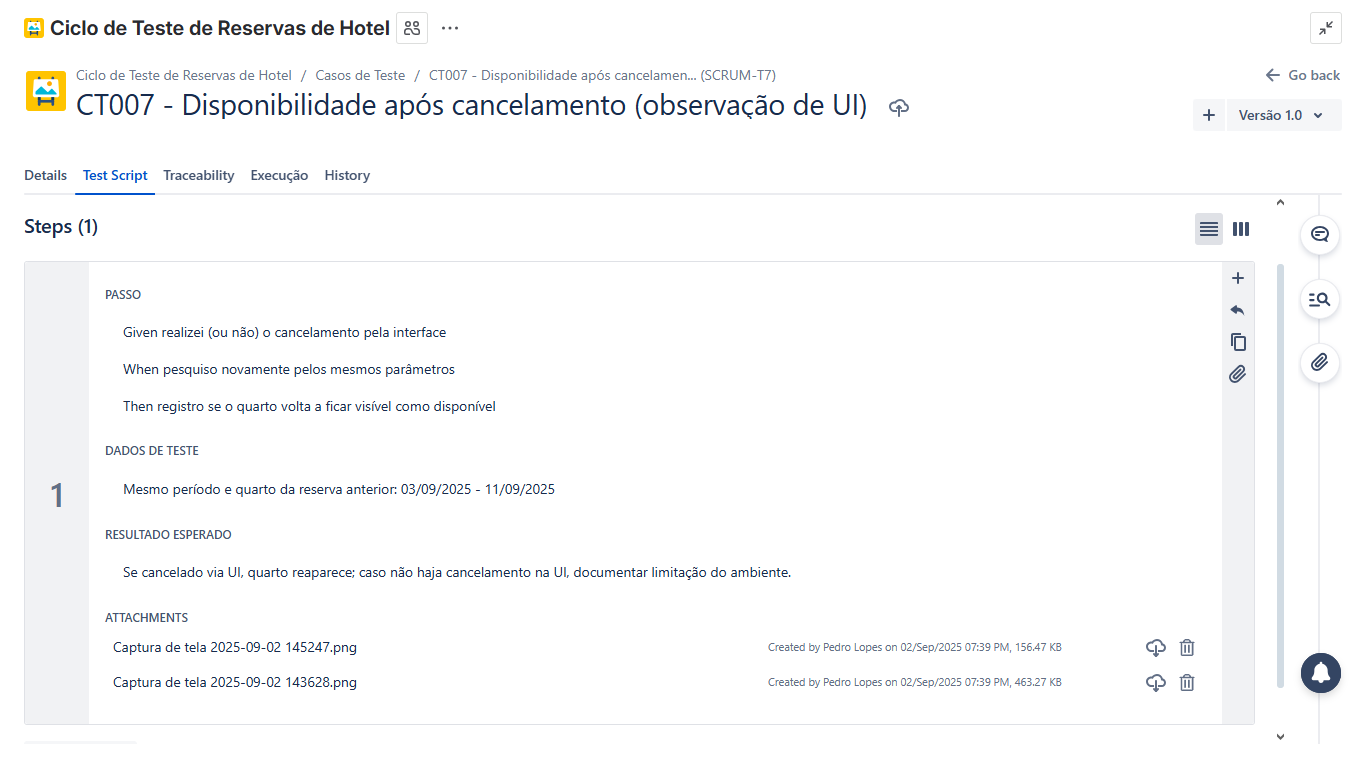 Ciclo de Teste de Reservas de Hotel
Ciclo de Teste de Reservas de Hotel / Casos de Teste / CT007 - Disponibilidade após cancelamen... (SCRUM-T7)
Go back
CT007 - Disponibilidade após cancelamento (observação de UI)
Versão 1.0
Details Test Script Traceability Execução History
Steps (1)
1
PASSO
Given realizei (ou não) o cancelamento pela interface
When pesquiso novamente pelos mesmos parâmetros
Then registro se o quarto volta a ficar visível como disponível
DADOS DE TESTE
Mesmo período e quarto da reserva anterior: 03/09/2025 - 11/09/2025
RESULTADO ESPERADO
Se cancelado via UI, quarto reaparece; caso não haja cancelamento na UI, documentar limitação do ambiente.
ATTACHMENTS
Captura de tela 2025-09-02 145247.png Created by Pedro Lopes on 02/Sep/2025 07:39 PM, 156.47 KB
Captura de tela 2025-09-02 143628.png Created by Pedro Lopes on 02/Sep/2025 07:39 PM, 463.27 KB